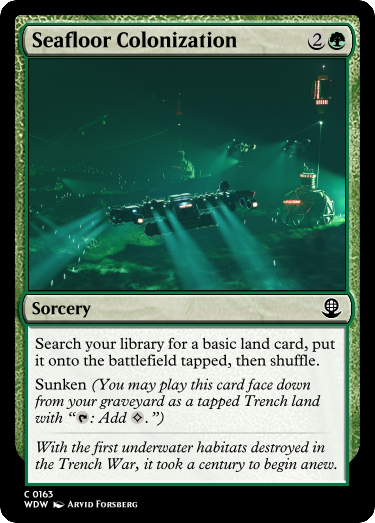 Seafloor Colonization 2
Sorcery
Search your library for a basic land card, put
it onto the battlefield tapped, then shuffle.
Sunken (You may play this card face down
from your graveyard as a tapped Trench land
with “T: Add C.”)
With the first underwater habitats destroyed in
the Trench War, it took a century to begin anew.
C 0163
WDW Arvid Forsberg